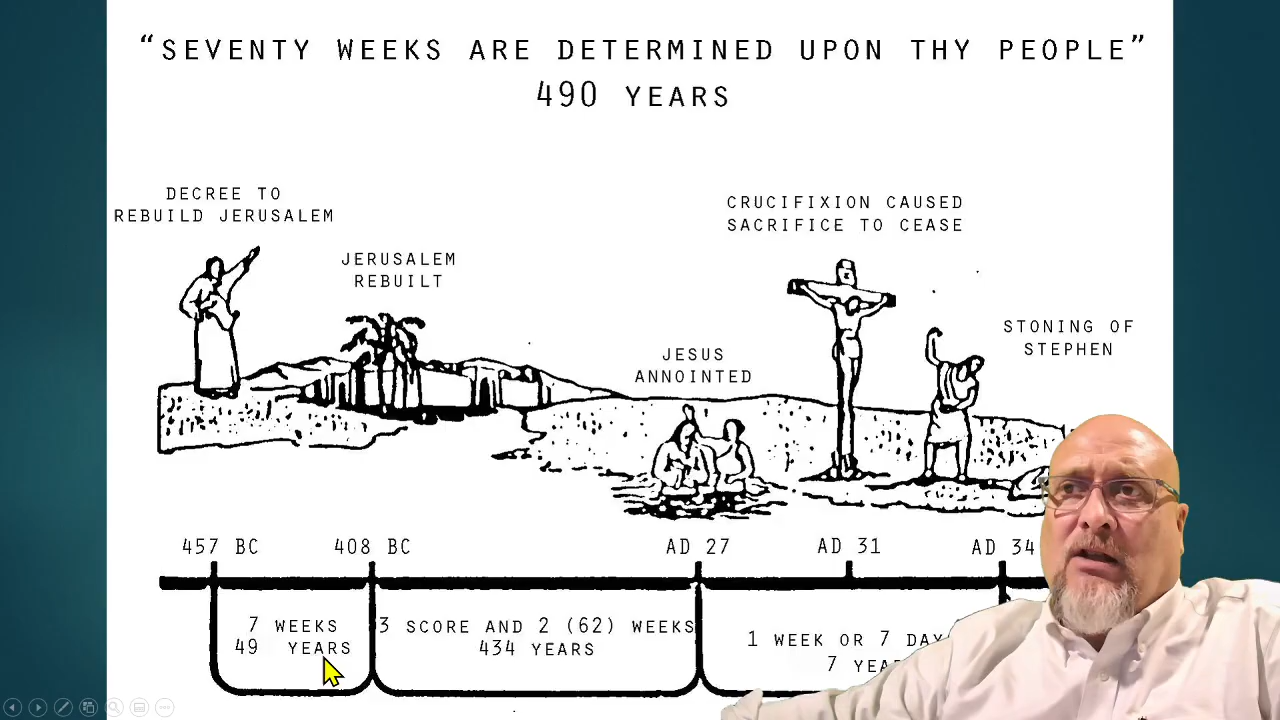 “SEVENTY WEEKS ARE DETERMINED UPON THY PEOPLE”
490 YEARS
DECREE TO
REBUILD JERUSALEM
JERUSALEM
REBUILT
JESUS
ANNOINTED
CRUCIFIXION CAUSED
SACRIFICE TO CEASE
STONING OF
STEPHEN
457 BC
408 BC
AD 27
AD 31
AD 34
7 WEEKS
49 YEARS
3 SCORE AND 2 (62) WEEKS
434 YEARS
1 WEEK OR 7 DAY
7 YEA